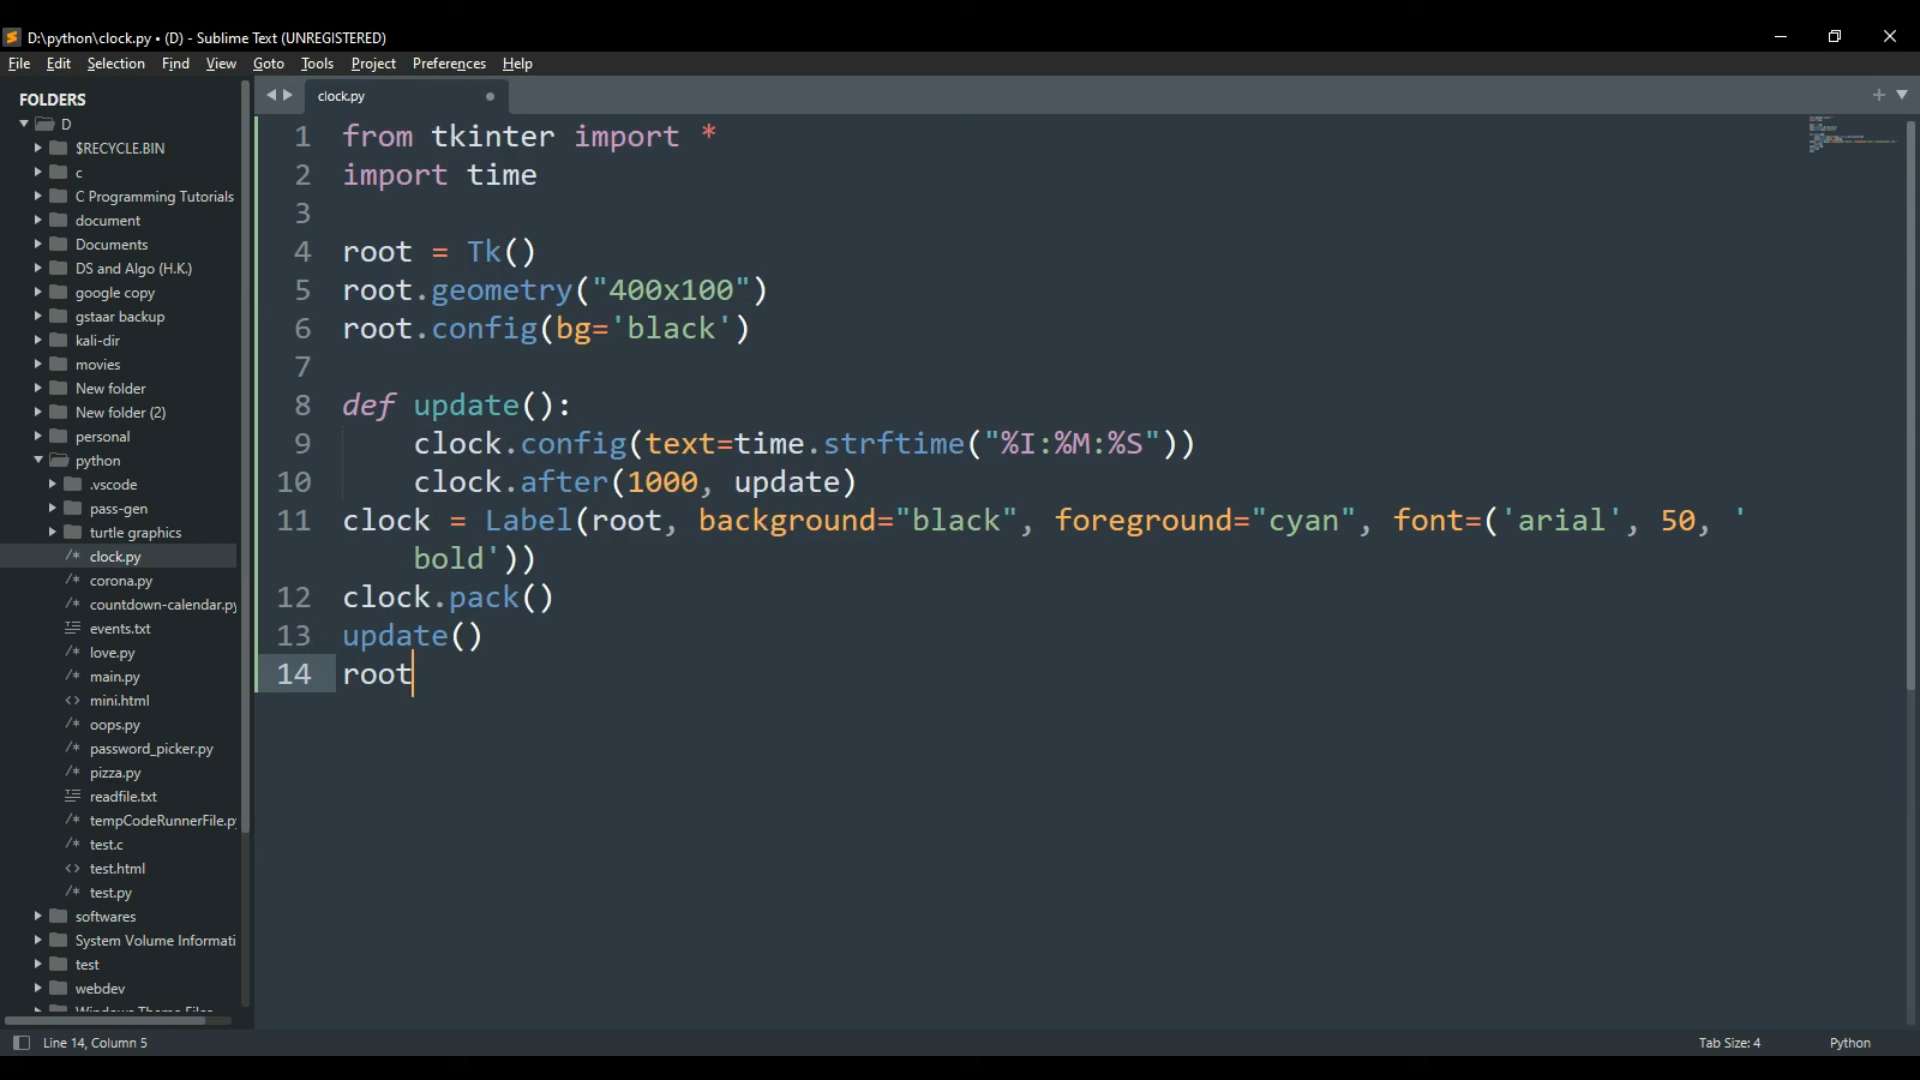 D:\python\clock.py • (D) - Sublime Text (UNREGISTERED)
File Edit Selection Find View Goto Tools Project Preferences Help
FOLDERS
D
$RECYCLE.BIN
c
C Programming Tutorials
document
Documents
DS and Algo (H.K.)
google copy
gstaar backup
kali-dir
movies
New folder
New folder (2)
personal
python
.vscode
pass-gen
turtle graphics
/* clock.py
/* corona.py
/* countdown-calendar.py
events.txt
/* love.py
/* main.py
<> mini.html
/* oops.py
/* password_picker.py
/* pizza.py
readfile.txt
/* tempCodeRunnerFile.p
/* test.c
<> test.html
/* test.py
softwares
System Volume Informati
test
webdev
clock.py
1 from tkinter import *
2 import time
3
4 root = Tk()
5 root.geometry("400x100")
6 root.config(bg='black')
7
8 def update():
9 clock.config(text=time.strftime("%I:%M:%S"))
10 clock.after(1000, update)
11 clock = Label(root, background="black", foreground="cyan", font=('arial', 50, '
bold'))
12 clock.pack()
13 update()
14 root
Line 14, Column 5
Tab Size: 4
Python